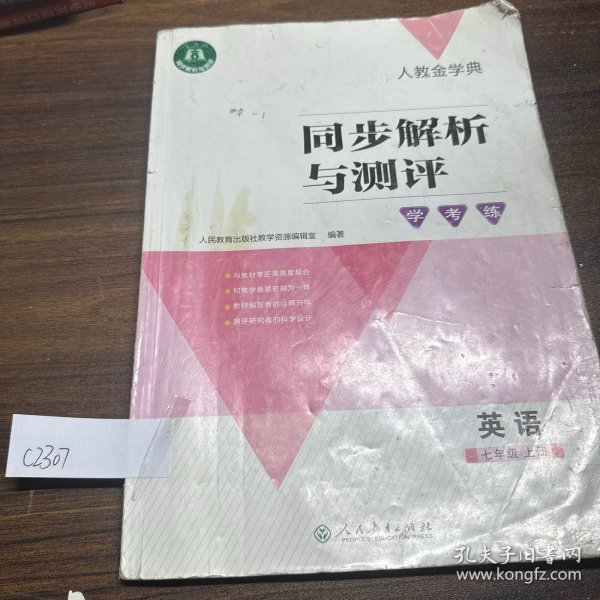 人教金学典
同步解析
与测评
学考练
人民教育出版社教学资源编辑室 编著
与教材零距离高度契合
和教学最紧密融为一体
教材编写者的诠释升华
测评研究者的科学设计
C2307
英语
七年级 上册
人民教育出版社
PEOPLE'S EDUCATION PRESS
孔夫子旧书网
www.kongfz.com